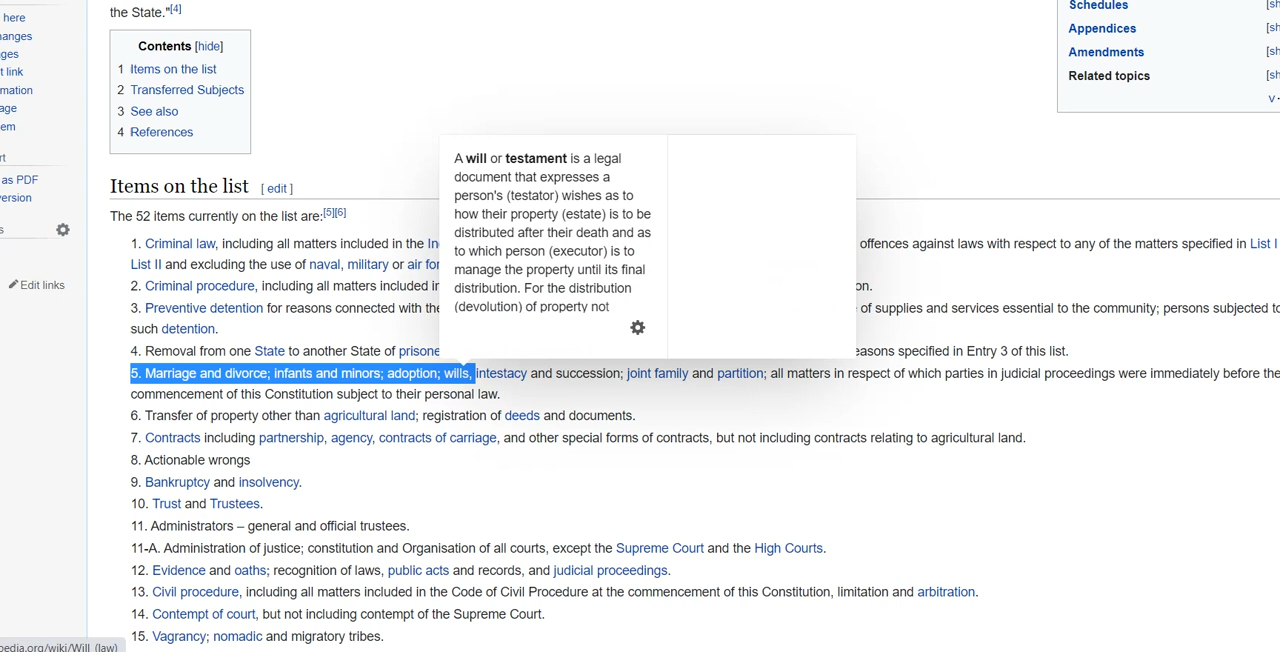 the State."[4]
here
hanges
ges
t link
mation
age
em
rt
as PDF
version
s
Edit links
Contents [hide]
1 Items on the list
2 Transferred Subjects
3 See also
4 References
Schedules [sh
Appendices [sh
Amendments [sh
Related topics [sh
V ·
Items on the list [ edit ]
The 52 items currently on the list are:[5][6]
1. Criminal law, including all matters included in the In offences against laws with respect to any of the matters specified in List I
List II and excluding the use of naval, military or air for
2. Criminal procedure, including all matters included in on.
3. Preventive detention for reasons connected with the e of supplies and services essential to the community; persons subjected to
such detention.
4. Removal from one State to another State of prisone easons specified in Entry 3 of this list.
5. Marriage and divorce; infants and minors; adoption; wills, intestacy and succession; joint family and partition; all matters in respect of which parties in judicial proceedings were immediately before the
commencement of this Constitution subject to their personal law.
6. Transfer of property other than agricultural land; registration of deeds and documents.
7. Contracts including partnership, agency, contracts of carriage, and other special forms of contracts, but not including contracts relating to agricultural land.
8. Actionable wrongs
9. Bankruptcy and insolvency.
10. Trust and Trustees.
11. Administrators – general and official trustees.
11-A. Administration of justice; constitution and Organisation of all courts, except the Supreme Court and the High Courts.
12. Evidence and oaths; recognition of laws, public acts and records, and judicial proceedings.
13. Civil procedure, including all matters included in the Code of Civil Procedure at the commencement of this Constitution, limitation and arbitration.
14. Contempt of court, but not including contempt of the Supreme Court.
15. Vagrancy; nomadic and migratory tribes.
A will or testament is a legal
document that expresses a
person's (testator) wishes as to
how their property (estate) is to be
distributed after their death and as
to which person (executor) is to
manage the property until its final
distribution. For the distribution
(devolution) of property not
pedia.org/wiki/Will_(law)